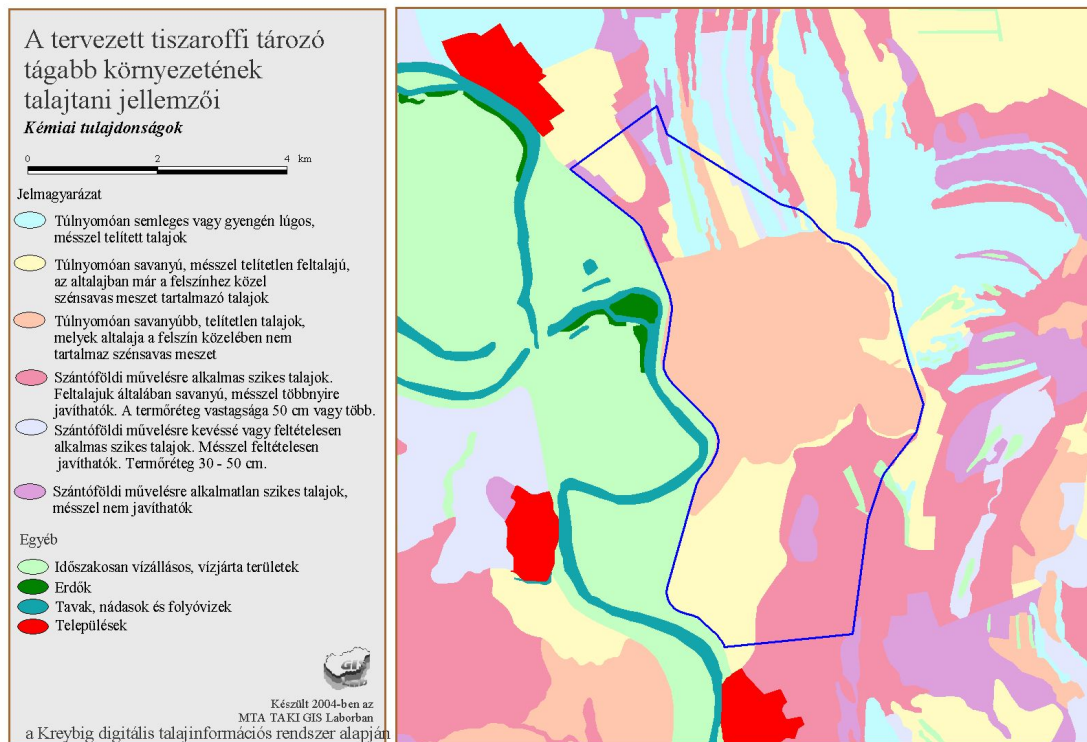 A tervezett tiszaroffi tározó
tágabb környezetének
talajtani jellemzői
Kémiai tulajdonságok
0 2 4 km
Jelmagyarázat
Túlnyomóan semleges vagy gyengén lúgos,
mésszel telített talajok
Túlnyomóan savanyú, mésszel telítetlen feltalajú,
az altalajban már a felszínhez közel
szénsavas meszet tartalmazó talajok
Túlnyomóan savanyúbb, telítetlen talajok,
melyek altalaja a felszín közelében nem
tartalmaz szénsavas meszet
Szántóföldi művelésre alkalmas szikes talajok.
Feltalajuk általában savanyú, mésszel többnyire
javíthatók. A termőréteg vastagsága 50 cm vagy több.
Szántóföldi művelésre kevéssé vagy feltételesen
alkalmas szikes talajok. Mésszel feltételesen
javíthatók. Termőréteg 30 - 50 cm.
Szántóföldi művelésre alkalmatlan szikes talajok,
mésszel nem javíthatók
Egyéb
Időszakosan vízállásos, vízjárta területek
Erdők
Tavak, nádasok és folyóvizek
Települések
Készült 2004-ben az
MTA TAKI GIS Laborban
a Kreybig digitális talajinformációs rendszer alapján